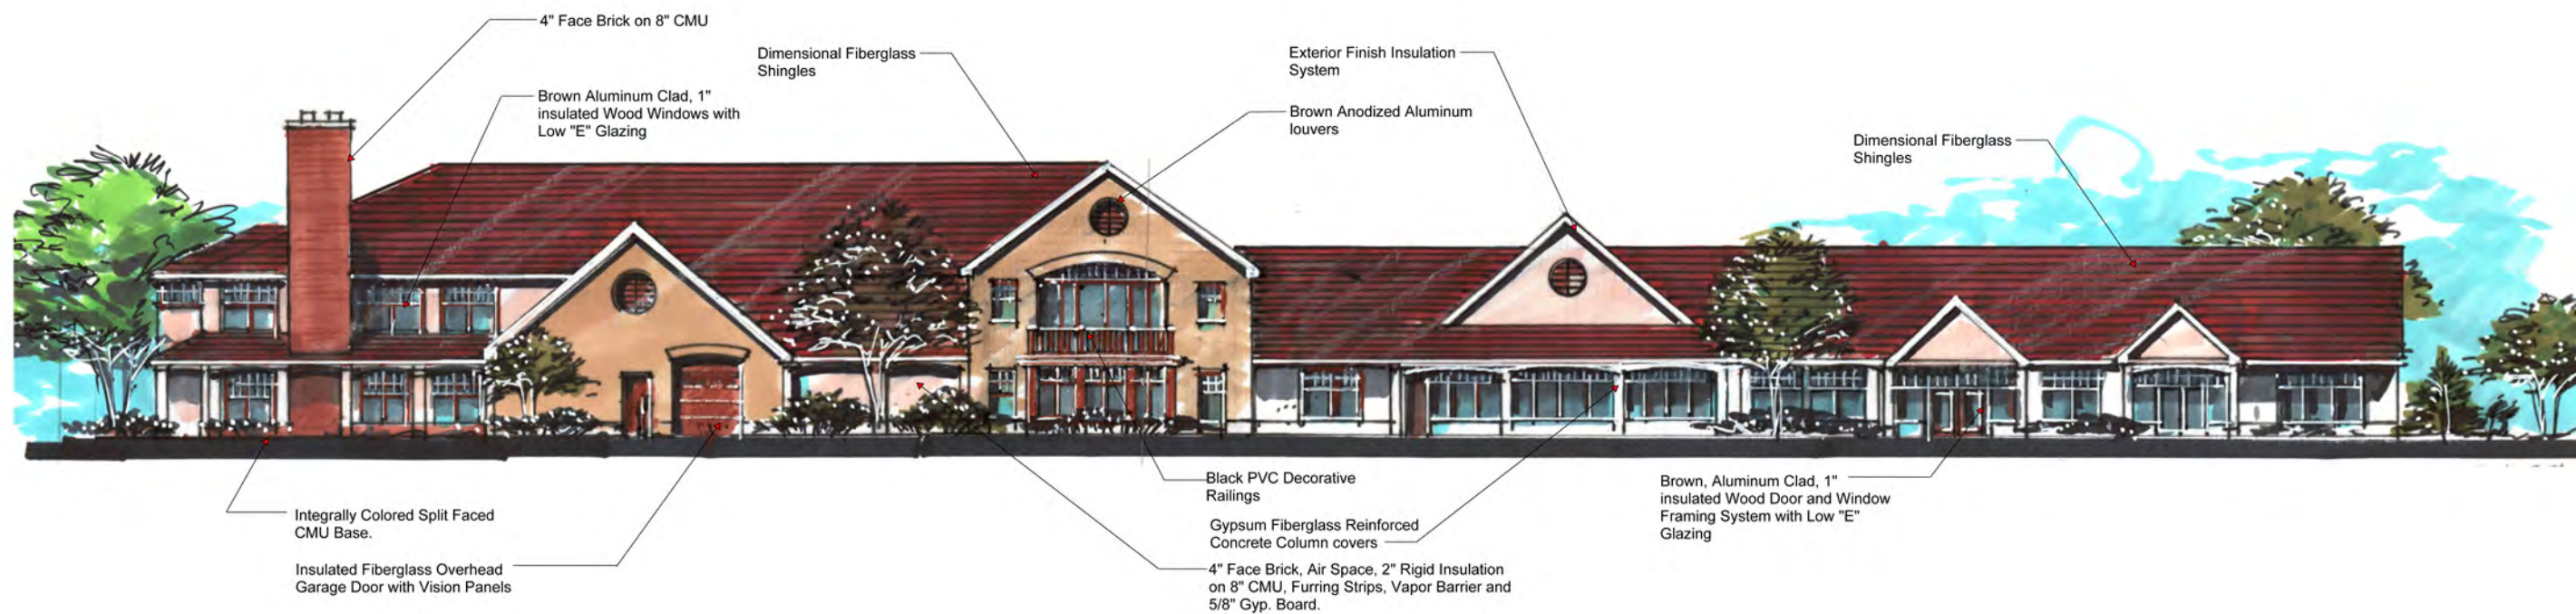 4" Face Brick on 8" CMU
Dimensional Fiberglass
Shingles
Exterior Finish Insulation
System
Brown Aluminum Clad, 1"
insulated Wood Windows with
Low "E" Glazing
Brown Anodized Aluminum
louvers
Dimensional Fiberglass
Shingles
Integrally Colored Split Faced
CMU Base.
Insulated Fiberglass Overhead
Garage Door with Vision Panels
Black PVC Decorative
Railings
Gypsum Fiberglass Reinforced
Concrete Column covers
4" Face Brick, Air Space, 2" Rigid Insulation
on 8" CMU, Furring Strips, Vapor Barrier and
5/8" Gyp. Board.
Brown, Aluminum Clad, 1"
insulated Wood Door and Window
Framing System with Low "E"
Glazing